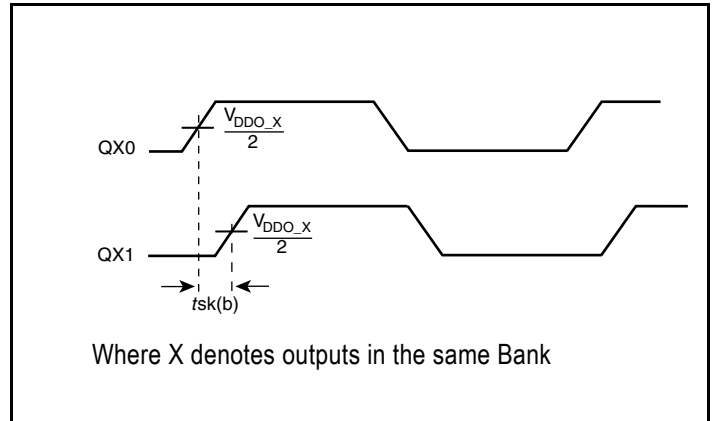 QX0
V_DDO_X
2
QX1
V_DDO_X
2
tsk(b)
Where X denotes outputs in the same Bank